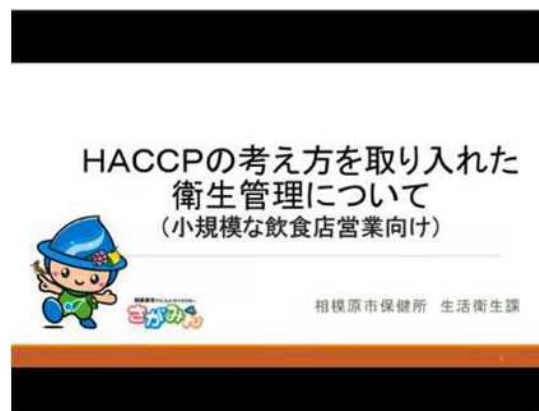 HACCPの考え方を取り入れた
衛生管理について
(小規模な飲食店営業向け)
さがみん
相模原市保健所 生活衛生課